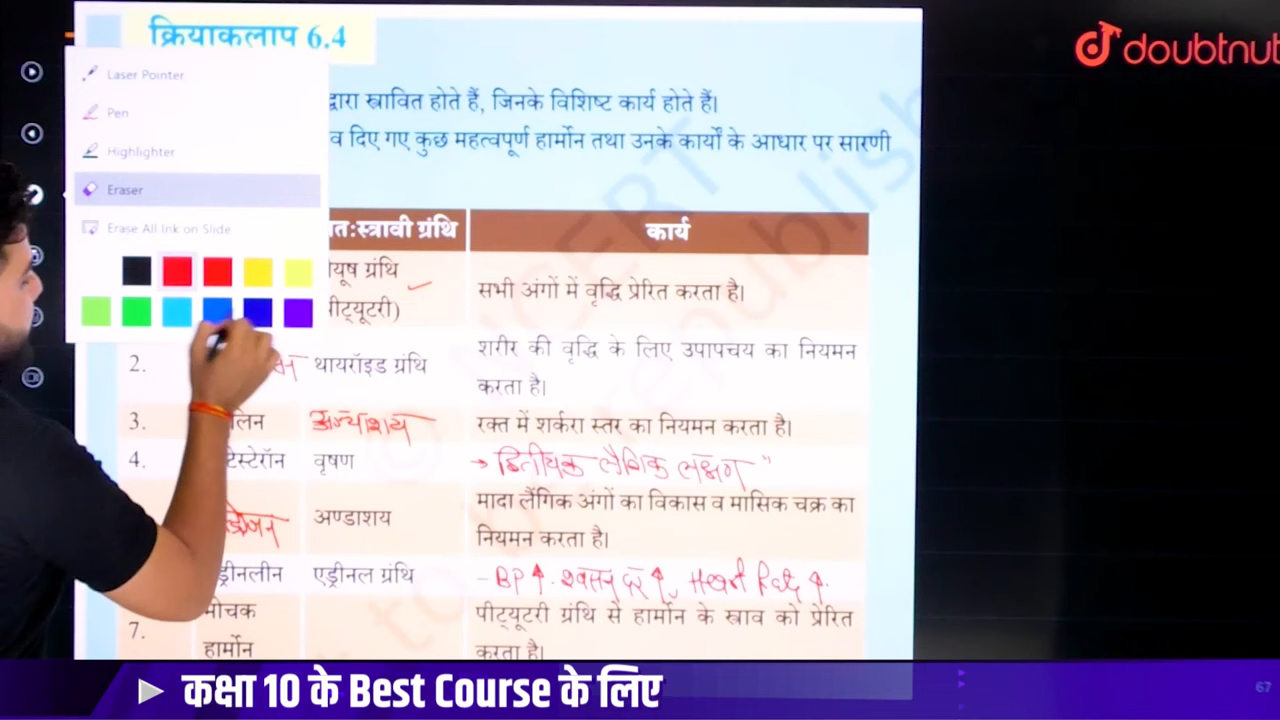 क्रियाकलाप 6.4
doubtnut
Laser Pointer
Pen
Highlighter
Eraser
Erase All Ink on Slide
द्वारा स्त्रावित होते हैं, जिनके विशिष्ट कार्य होते हैं।
व दिए गए कुछ महत्वपूर्ण हार्मोन तथा उनके कार्यों के आधार पर सारणी
त:स्त्रावी ग्रंथि कार्य
यूष ग्रंथि
पीट्यूटरी) सभी अंगों में वृद्धि प्रेरित करता है।
2. थायरॉइड ग्रंथि शरीर की वृद्धि के लिए उपापचय का नियमन
करता है।
3. लिन अग्न्याशय रक्त में शर्करा स्तर का नियमन करता है।
4. टेस्टेरॉन वृषण → द्वितीयक लैंगिक लक्षण "
अण्डाशय मादा लैंगिक अंगों का विकास व मासिक चक्र का
नियमन करता है।
ड्रीनलीन एड्रीनल ग्रंथि - BP ↑. श्वसन दर ↑, Heart Rate ↑.
7. मोचक
हार्मोन पीट्यूटरी ग्रंथि से हार्मोन के स्त्राव को प्रेरित
करता है।
कक्षा 10 के Best Course के लिए
67